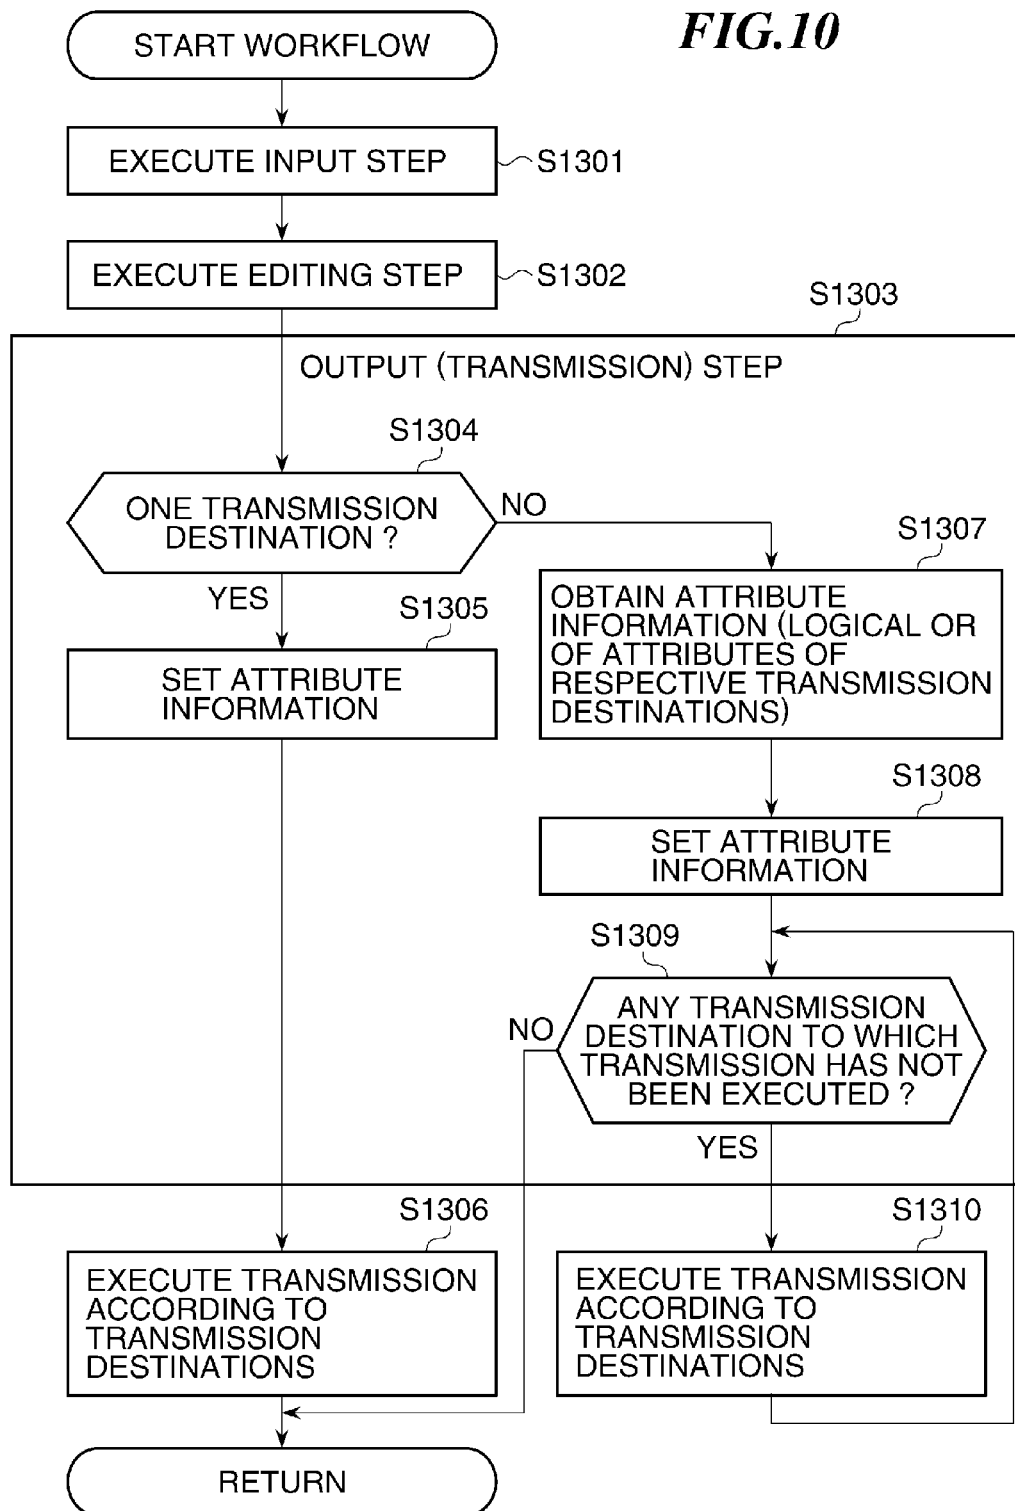 FIG.10
START WORKFLOW
EXECUTE INPUT STEP
S1301
EXECUTE EDITING STEP
S1302
S1303
OUTPUT (TRANSMISSION) STEP
S1304
ONE TRANSMISSION
DESTINATION ?
NO
YES
S1305
SET ATTRIBUTE
INFORMATION
S1307
OBTAIN ATTRIBUTE
INFORMATION (LOGICAL OR
OF ATTRIBUTES OF
RESPECTIVE TRANSMISSION
DESTINATIONS)
S1308
SET ATTRIBUTE
INFORMATION
S1309
ANY TRANSMISSION
DESTINATION TO WHICH
TRANSMISSION HAS NOT
BEEN EXECUTED ?
NO
YES
S1306
EXECUTE TRANSMISSION
ACCORDING TO
TRANSMISSION
DESTINATIONS
S1310
EXECUTE TRANSMISSION
ACCORDING TO
TRANSMISSION
DESTINATIONS
RETURN